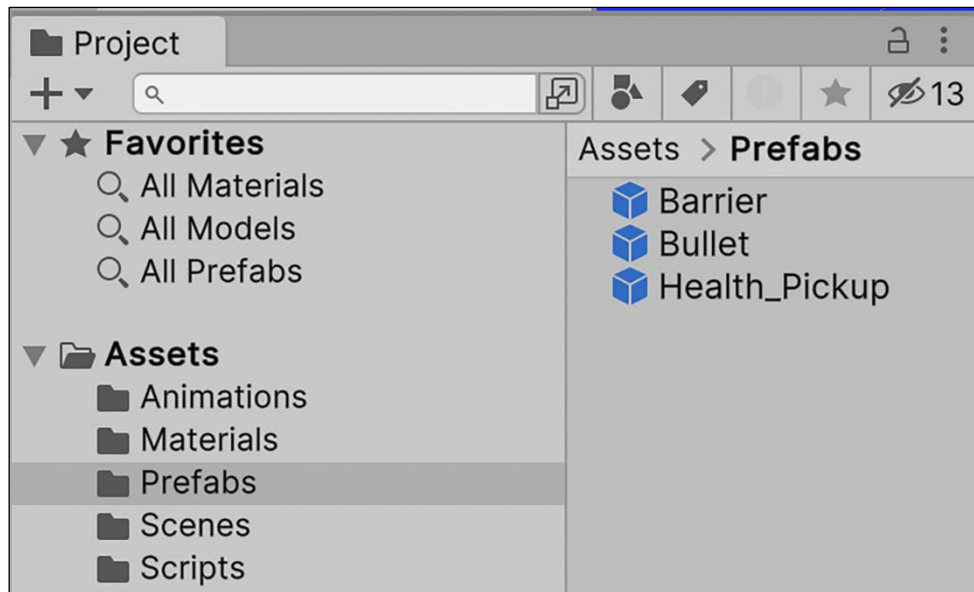 Project
13
Favorites
All Materials
All Models
All Prefabs
Assets
Animations
Materials
Prefabs
Scenes
Scripts
Assets > Prefabs
Barrier
Bullet
Health_Pickup